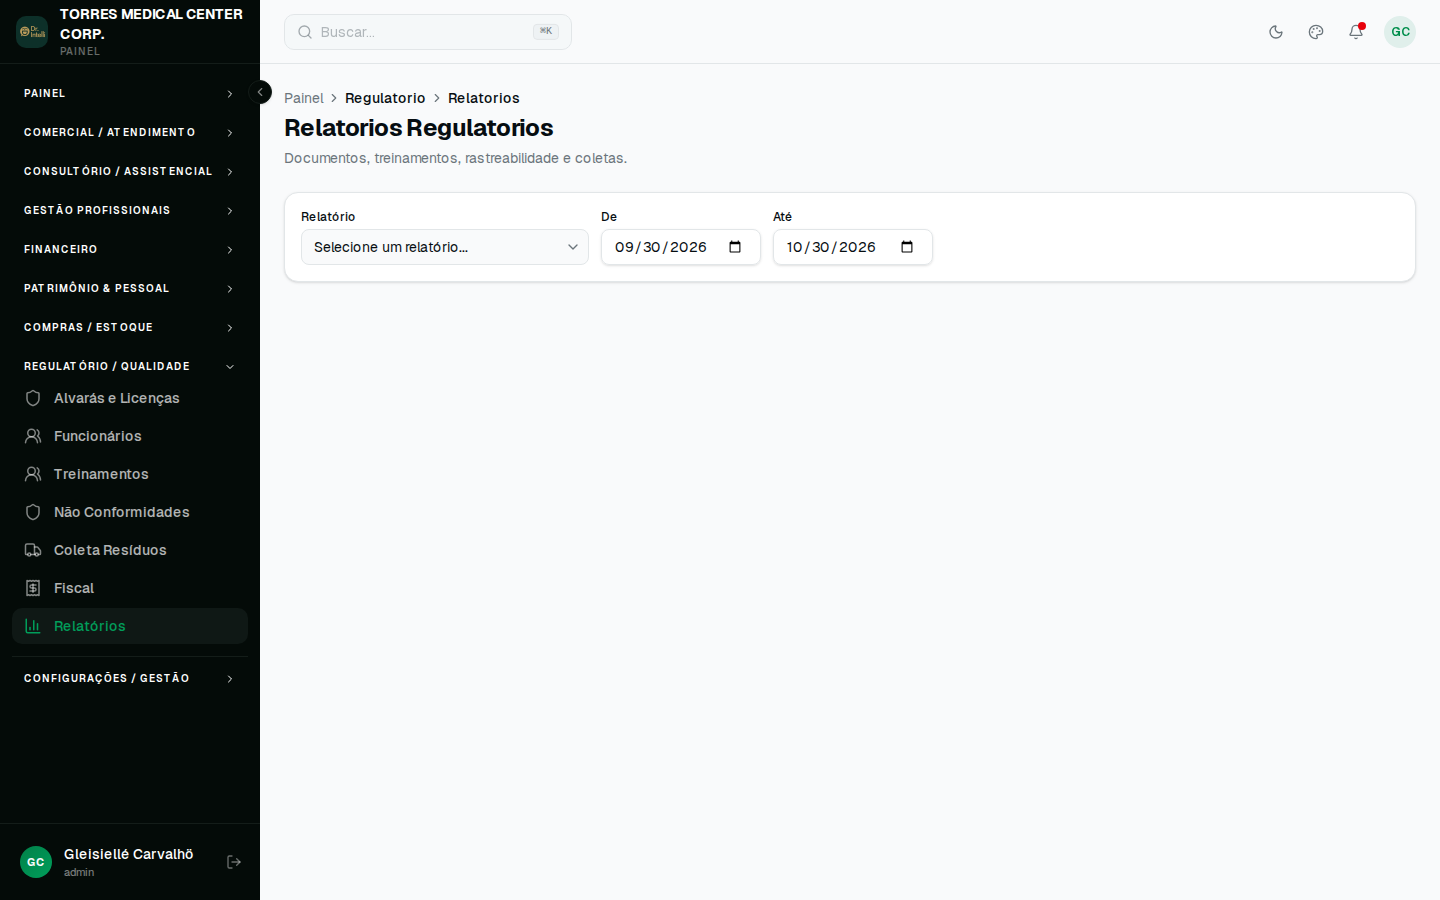 Dr.
Intelli
TORRES MEDICAL CENTER
CORP.
PAINEL
PAINEL
COMERCIAL / ATENDIMENTO
CONSULTÓRIO / ASSISTENCIAL
GESTÃO PROFISSIONAIS
FINANCEIRO
PATRIMÔNIO & PESSOAL
COMPRAS / ESTOQUE
REGULATÓRIO / QUALIDADE
Alvarás e Licenças
Funcionários
Treinamentos
Não Conformidades
Coleta Resíduos
Fiscal
Relatórios
CONFIGURAÇÕES / GESTÃO
GC
Gleisiellé Carvalhö
admin
Buscar...
⌘K
GC
Painel > Regulatorio > Relatorios
Relatorios Regulatorios
Documentos, treinamentos, rastreabilidade e coletas.
Relatório De Até
Selecione um relatório... 09/30/2026 10/30/2026